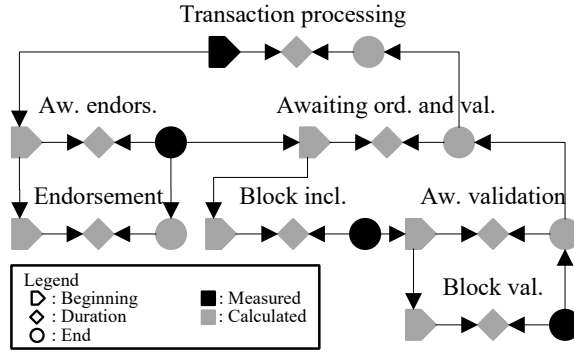 Transaction processing
Aw. endors.
Awaiting ord. and val.
Endorsement
Block incl.
Aw. validation
Block val.
Legend
: Beginning
: Duration
: End
: Measured
: Calculated